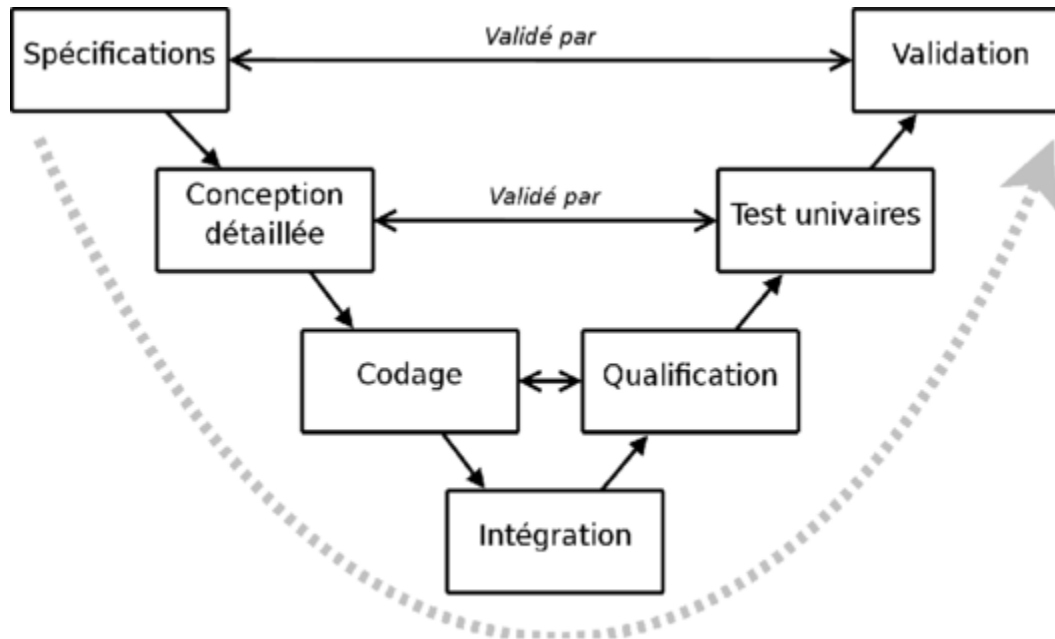 Spécifications
Validé par
Validation
Conception
détaillée
Validé par
Test univaires
Codage
Qualification
Intégration